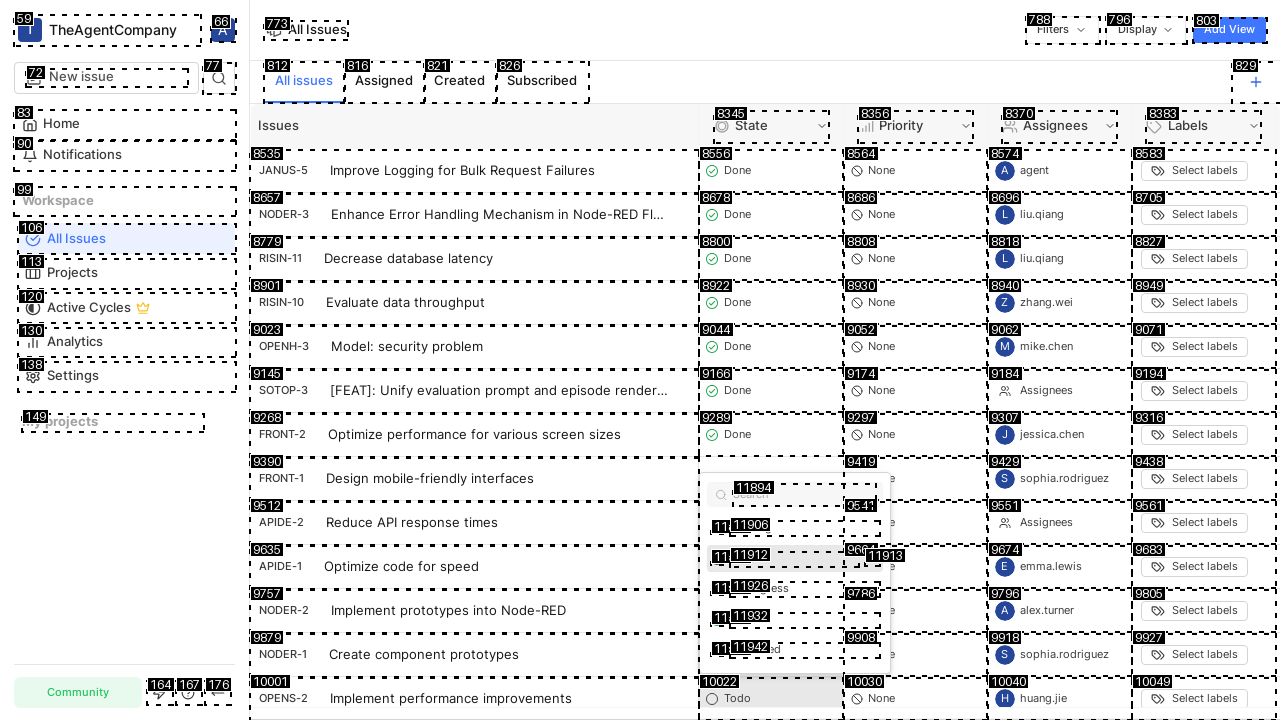 59 T TheAgentCompany 66 A
72 New issue 77
83 Home
90 Notifications
99 Workspace
106 All Issues
113 Projects
120 Active Cycles
130 Analytics
138 Settings
149 My projects
Community 164 167 176
773 All Issues 788 Filters 796 Display 803 Add View
812 All issues 816 Assigned 821 Created 826 Subscribed 829 +
Issues 8345 State 8356 Priority 8370 Assignees 8383 Labels
8535 JANUS-5 Improve Logging for Bulk Request Failures 8556 Done 8564 None 8574 A agent 8583 Select labels
8657 NODER-3 Enhance Error Handling Mechanism in Node-RED Fl... 8678 Done 8686 None 8696 L liu.qiang 8705 Select labels
8779 RISIN-11 Decrease database latency 8800 Done 8808 None 8818 L liu.qiang 8827 Select labels
8901 RISIN-10 Evaluate data throughput 8922 Done 8930 None 8940 Z zhang.wei 8949 Select labels
9023 OPENH-3 Model: security problem 9044 Done 9052 None 9062 M mike.chen 9071 Select labels
9145 SOTOP-3 [FEAT]: Unify evaluation prompt and episode render... 9166 Done 9174 None 9184 Assignees 9194 Select labels
9268 FRONT-2 Optimize performance for various screen sizes 9289 Done 9297 None 9307 J jessica.chen 9316 Select labels
9390 FRONT-1 Design mobile-friendly interfaces 9419 9429 S sophia.rodriguez 9438 Select labels
11894 Search
9512 APIDE-2 Reduce API response times 11906 9541 9551 Assignees 9561 Select labels
9635 APIDE-1 Optimize code for speed 11912 11913 9674 E emma.lewis 9683 Select labels
11926
9757 NODER-2 Implement prototypes into Node-RED 11932 9786 9796 A alex.turner 9805 Select labels
9879 NODER-1 Create component prototypes 11942 9908 9918 S sophia.rodriguez 9927 Select labels
10001 OPENS-2 Implement performance improvements 10022 Todo 10030 None 10040 H huang.jie 10049 Select labels